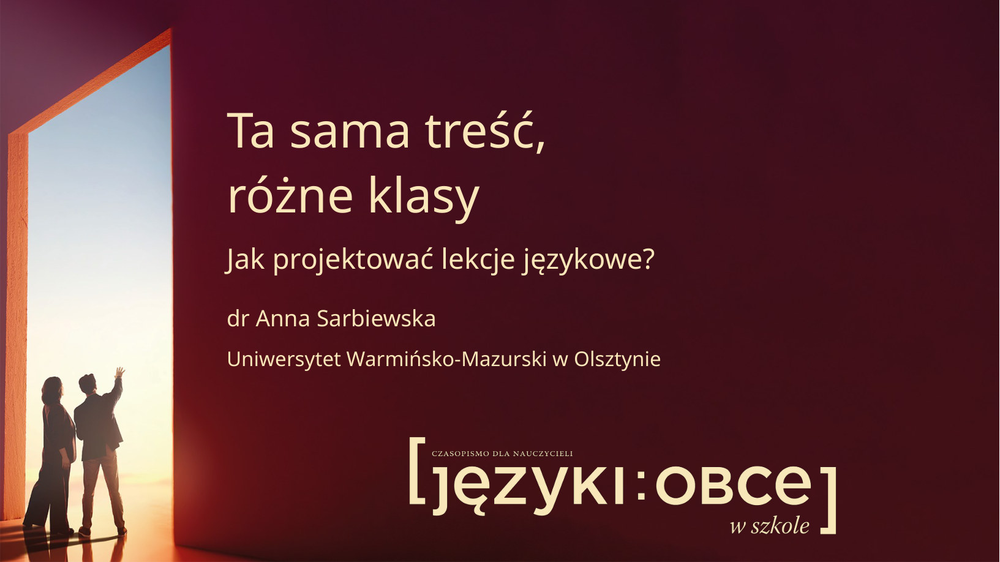 Ta sama treść,
różne klasy
Jak projektować lekcje językowe?
dr Anna Sarbiewska
Uniwersytet Warmińsko-Mazurski w Olsztynie
CZASOPISMO DLA NAUCZYCIELI
[JĘZYKI:OBCE]
w szkole